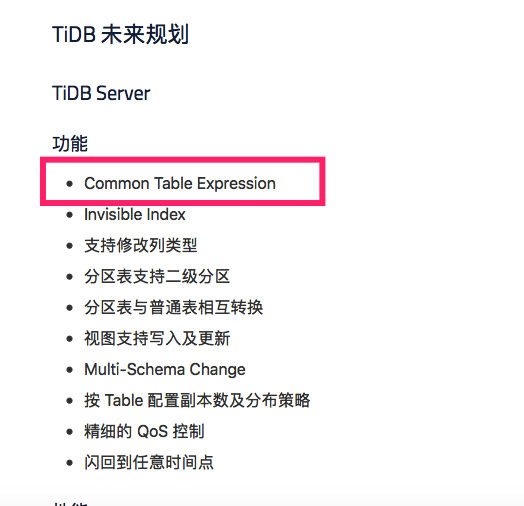 TiDB 未来规划
TiDB Server
功能
Common Table Expression
Invisible Index
支持修改列类型
分区表支持二级分区
分区表与普通表相互转换
视图支持写入及更新
Multi-Schema Change
按 Table 配置副本数及分布策略
精细的 QoS 控制
闪回到任意时间点